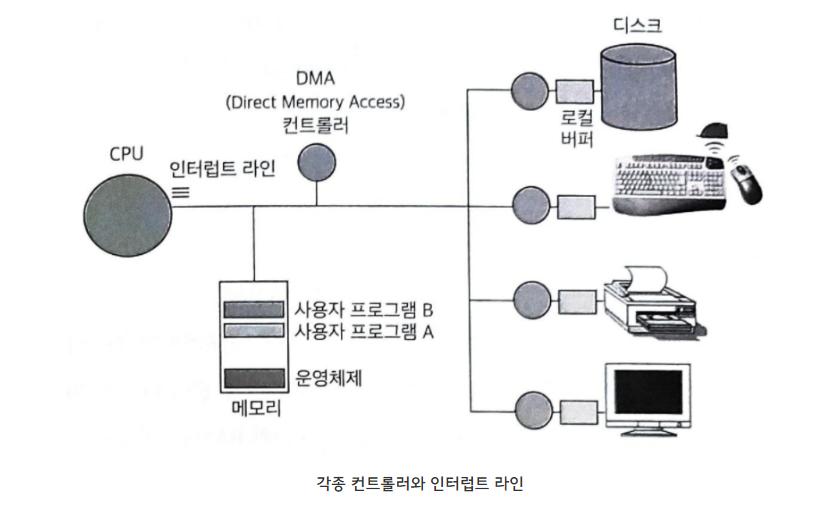 디스크
DMA
(Direct Memory Access)
컨트롤러
로컬
버퍼
CPU
인터럽트 라인
사용자 프로그램 B
사용자 프로그램 A
운영체제
메모리
각종 컨트롤러와 인터럽트 라인